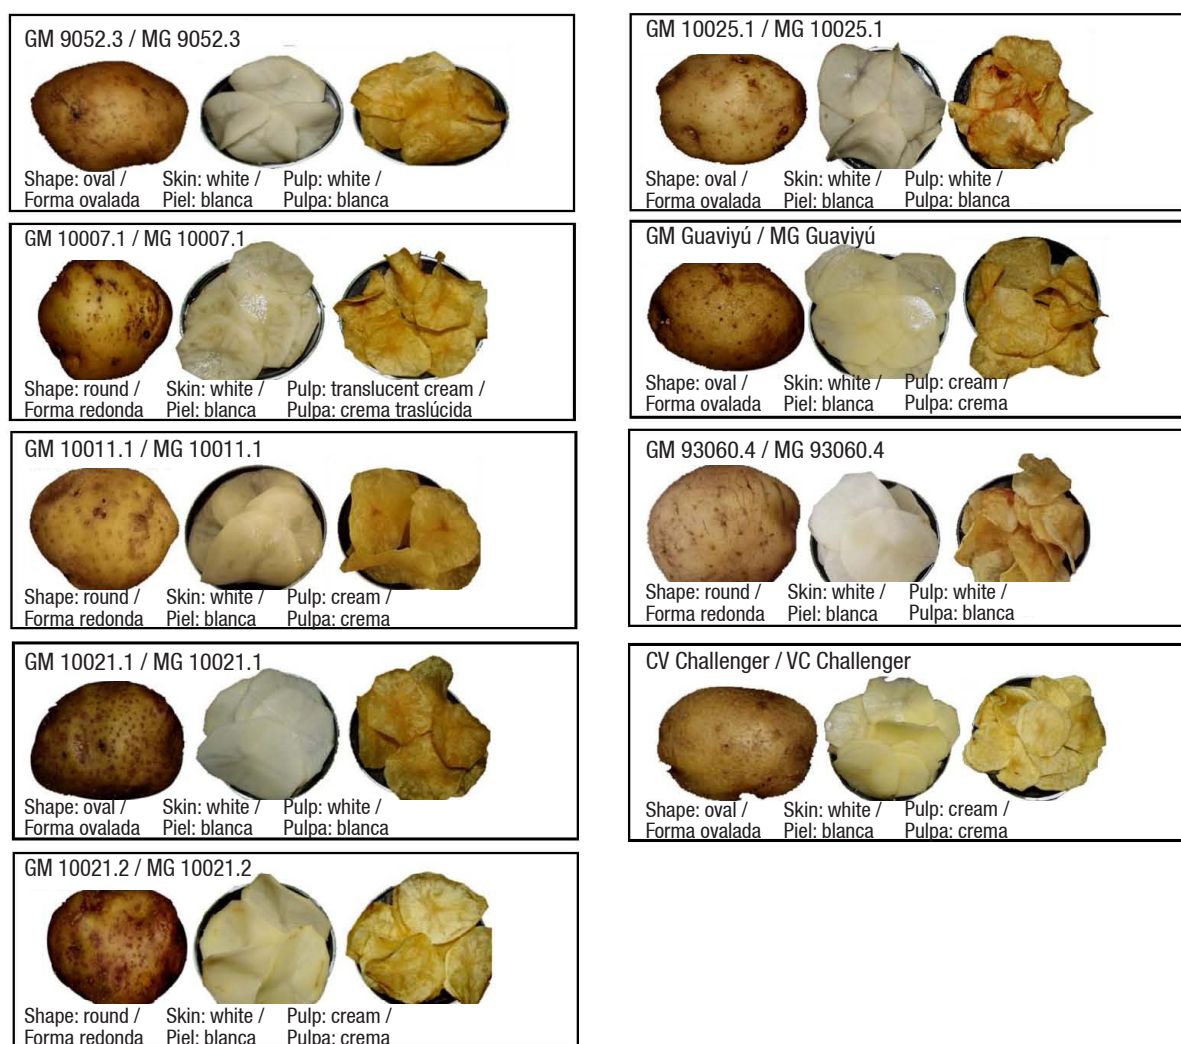 GM 9052.3 / MG 9052.3
Shape: oval / Skin: white / Pulp: white /
Forma ovalada Piel: blanca Pulpa: blanca
GM 10007.1 / MG 10007.1
Shape: round / Skin: white / Pulp: translucent cream /
Forma redonda Piel: blanca Pulpa: crema traslúcida
GM 10011.1 / MG 10011.1
Shape: round / Skin: white / Pulp: cream /
Forma redonda Piel: blanca Pulpa: crema
GM 10021.1 / MG 10021.1
Shape: oval / Skin: white / Pulp: white /
Forma ovalada Piel: blanca Pulpa: blanca
GM 10021.2 / MG 10021.2
Shape: round / Skin: white / Pulp: cream /
Forma redonda Piel: blanca Pulpa: crema
GM 10025.1 / MG 10025.1
Shape: oval / Skin: white / Pulp: white /
Forma ovalada Piel: blanca Pulpa: blanca
GM Guaviyú / MG Guaviyú
Shape: oval / Skin: white / Pulp: cream /
Forma ovalada Piel: blanca Pulpa: crema
GM 93060.4 / MG 93060.4
Shape: round / Skin: white / Pulp: white /
Forma redonda Piel: blanca Pulpa: blanca
CV Challenger / VC Challenger
Shape: oval / Skin: white / Pulp: cream /
Forma ovalada Piel: blanca Pulpa: crema